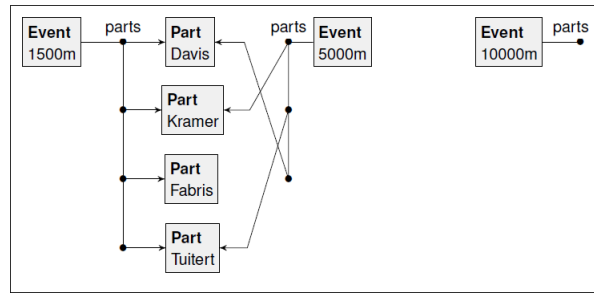 Event
1500m
parts
Part
Davis
parts
Event
5000m
Event
10000m
parts
Part
Kramer
Part
Fabris
Part
Tuitert